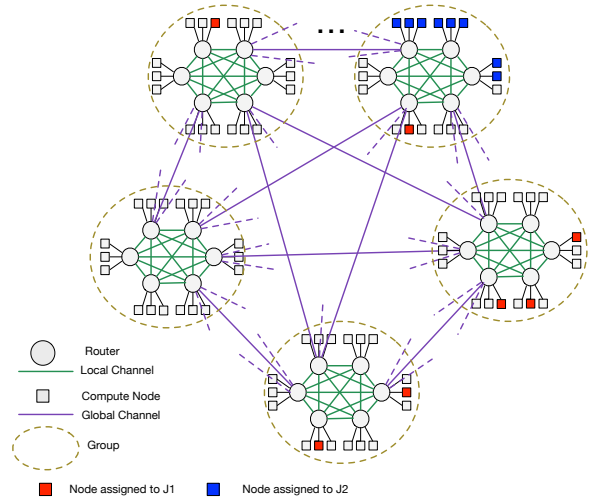 ...
Router
Local Channel
Compute Node
Global Channel
Group
Node assigned to J1
Node assigned to J2